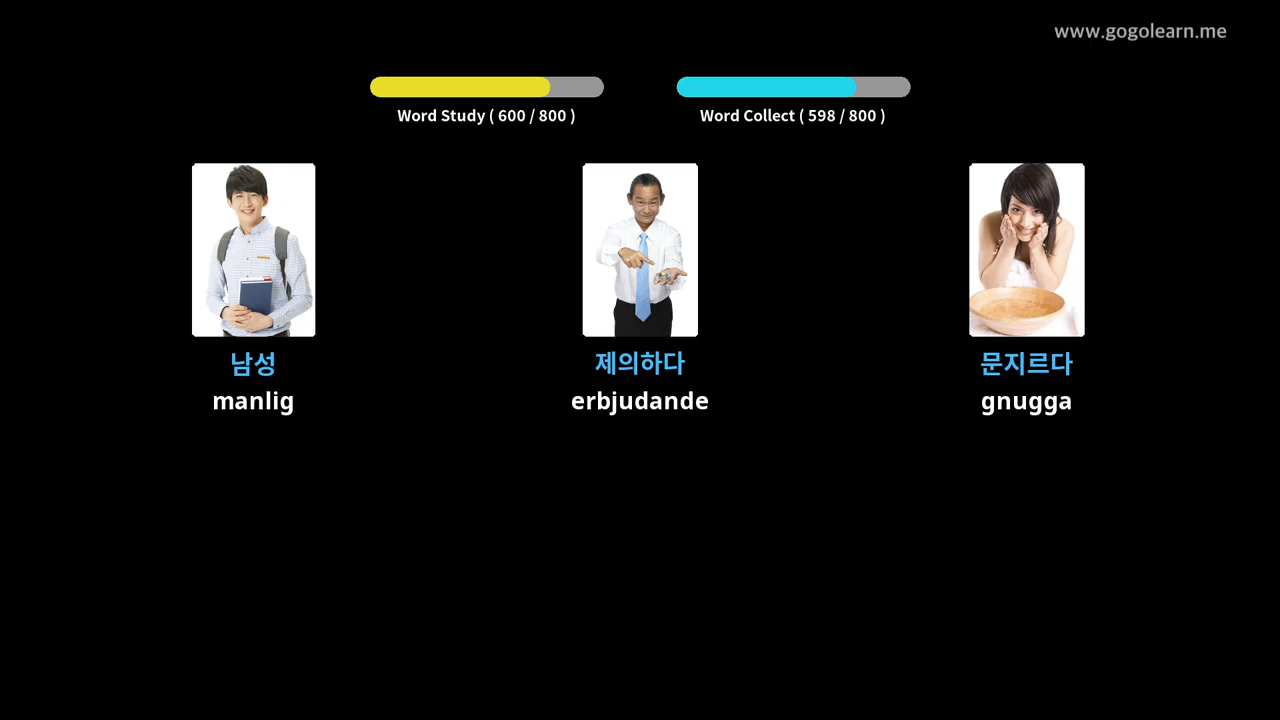 www.gogolearn.me
Word Study ( 600 / 800 )
Word Collect ( 598 / 800 )
남성
제의하다
문지르다
manlig
erbjudande
gnugga